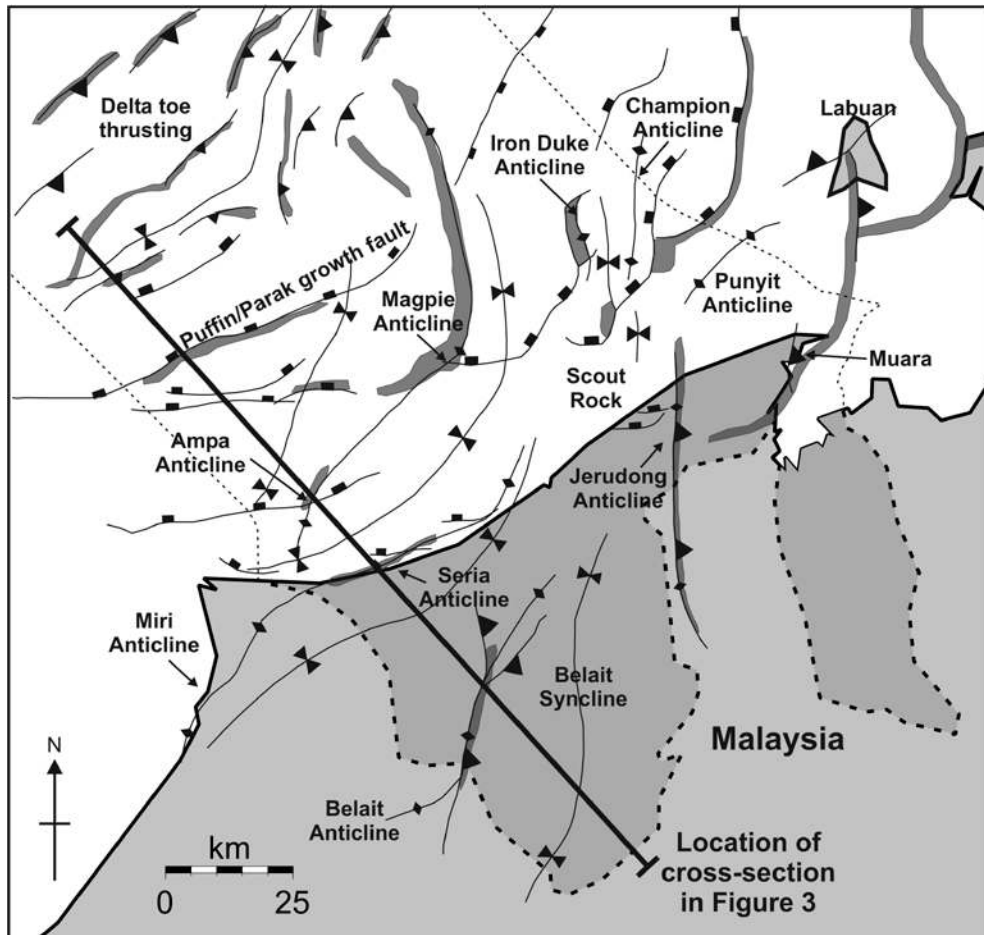 Delta toe
thrusting
Champion
Anticline
Labuan
Iron Duke
Anticline
Puffin/Parak growth fault
Magpie
Anticline
Punyit
Anticline
Muara
Scout
Rock
Ampa
Anticline
Jerudong
Anticline
Seria
Anticline
Miri
Anticline
Belait
Syncline
Malaysia
N
Belait
Anticline
km
0 25
Location of
cross-section
in Figure 3